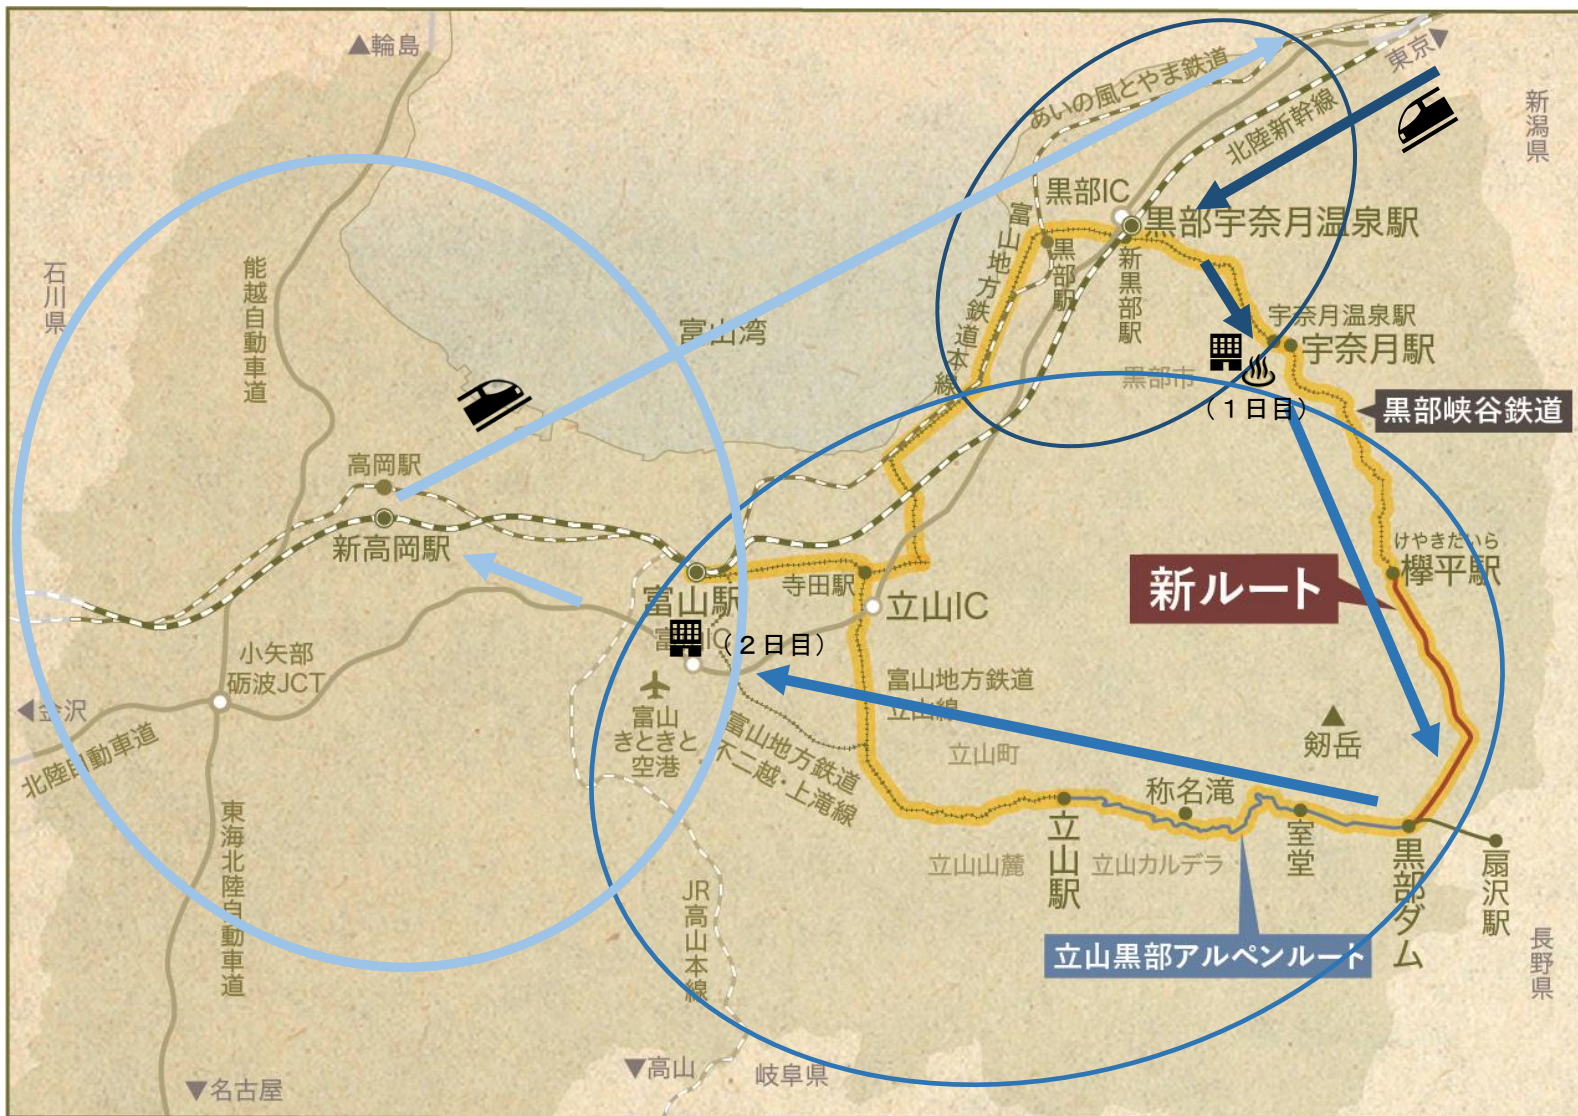 ▲輪島
東京▶
新潟県
あいの風とやま鉄道
北陸新幹線
黒部IC
黒部宇奈月温泉駅
富山地方鉄道本線
黒部駅
新黒部駅
石川県
能越自動車道
富山湾
宇奈月温泉駅
宇奈月駅
黒部市
(1日目)
黒部峡谷鉄道
高岡駅
新高岡駅
けやきだいら
欅平駅
新ルート
富山駅
寺田駅
立山IC
富山IC
(2日目)
小矢部
砺波JCT
◀金沢
北陸自動車道
富山
きときと
空港
富山地方鉄道
立山線
富山地方鉄道
不二越・上滝線
立山町
剱岳
称名滝
東海北陸自動車道
立山駅
室堂
黒部ダム
扇沢駅
立山山麓
立山カルデラ
JR高山本線
立山黒部アルペンルート
長野県
▼高山
岐阜県
▼名古屋